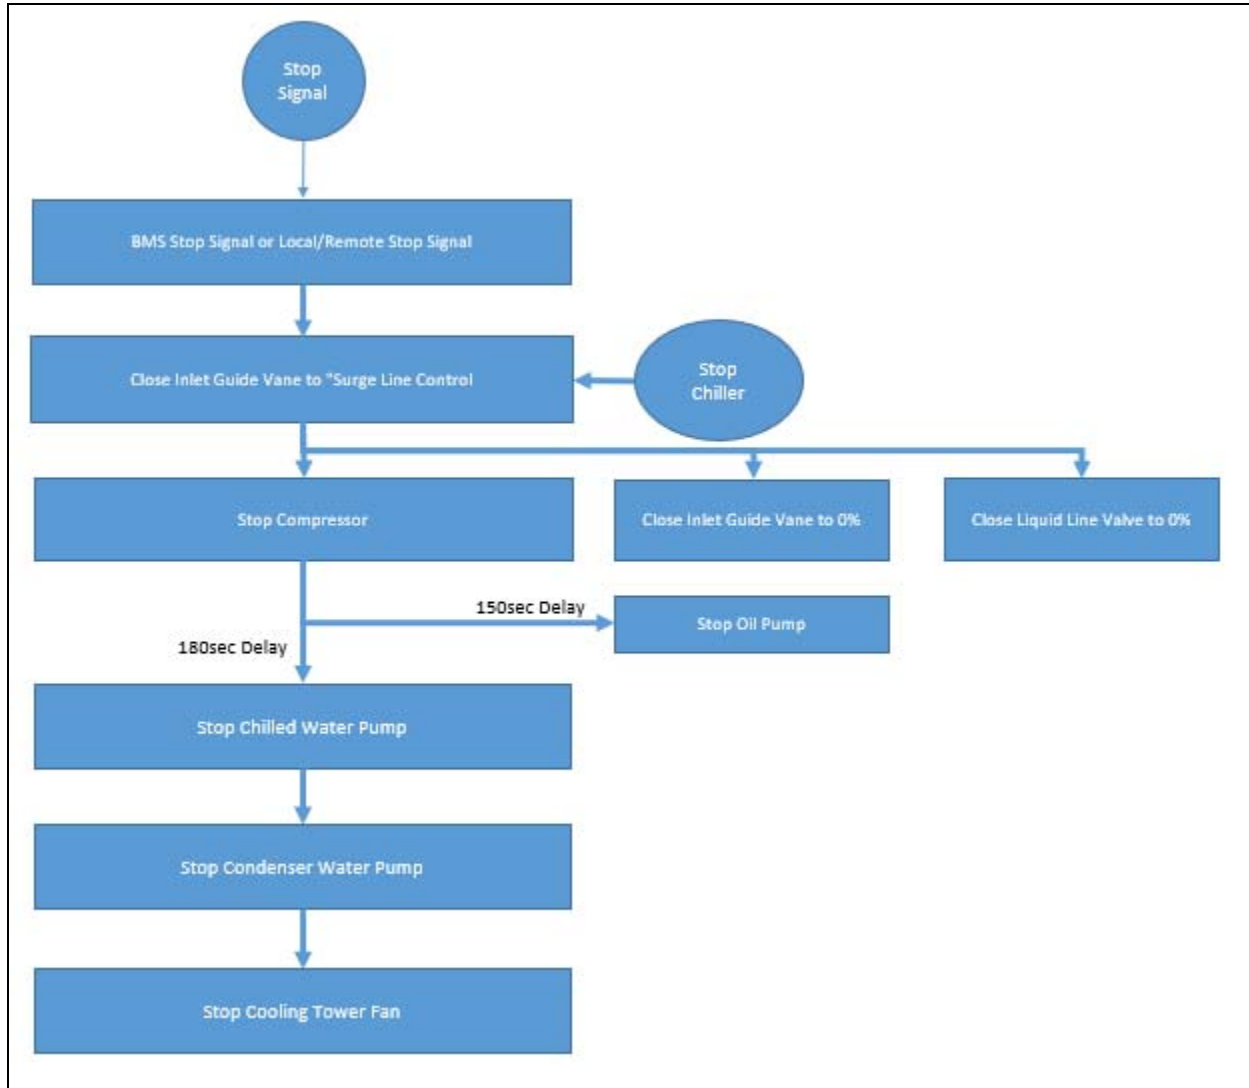 Stop
Signal
BMS Stop Signal or Local/Remote Stop Signal
Close Inlet Guide Vane to "Surge Line Control
Stop
Chiller
Stop Compressor
Close Inlet Guide Vane to 0%
Close Liquid Line Valve to 0%
150sec Delay
Stop Oil Pump
180sec Delay
Stop Chilled Water Pump
Stop Condenser Water Pump
Stop Cooling Tower Fan